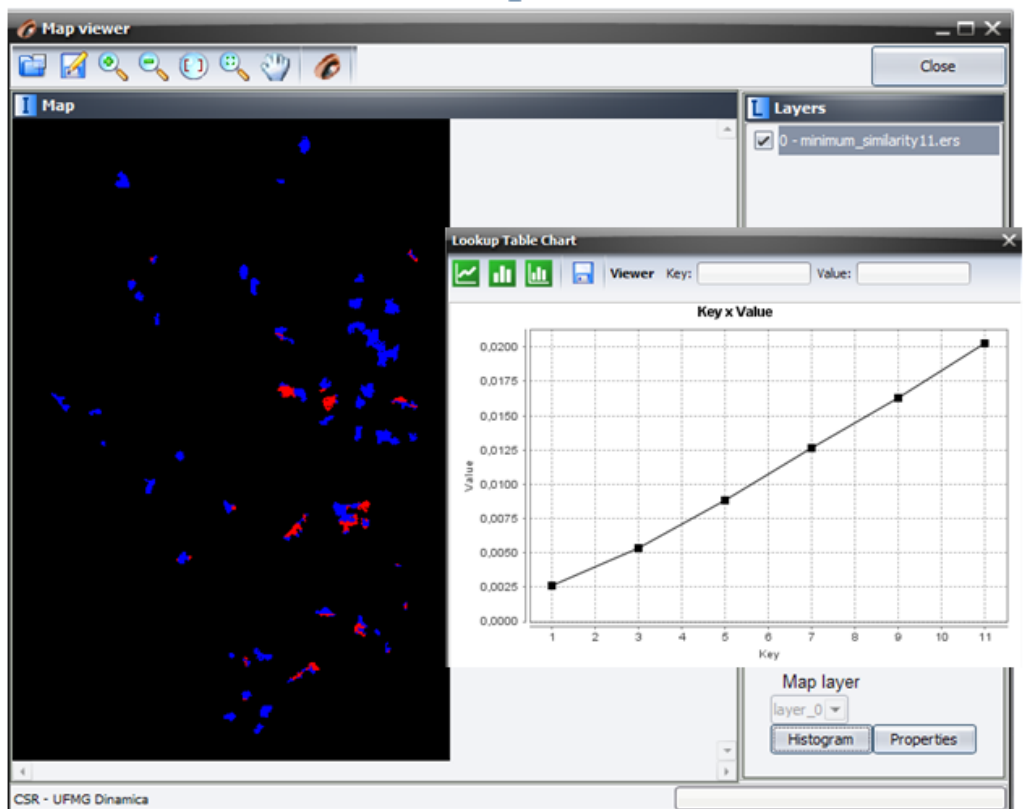 Map viewer
Close
Map
Layers
0 - minimum_similarity11.ers
Lookup Table Chart
Viewer Key: Value:
Key x Value
0,0200
0,0175
0,0150
0,0125
0,0100
0,0075
0,0050
0,0025
0,0000
Value
1 2 3 4 5 6 7 8 9 10 11
Key
Map layer
layer_0
Histogram Properties
CSR - UFMG Dinamica